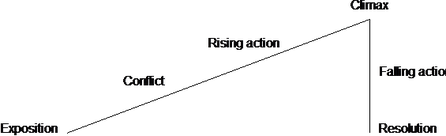 Climax
Rising action
Conflict
Falling actio
Exposition
Resolution